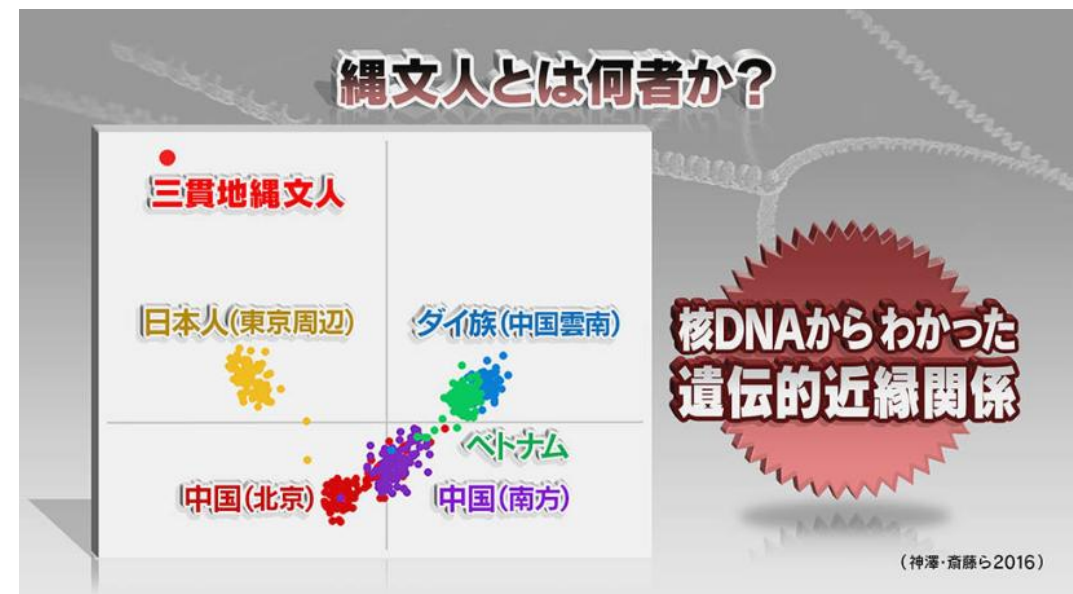 縄文人とは何者か?
三貫地縄文人
日本人(東京周辺)
ダイ族(中国雲南)
ベトナム
中国(北京)
中国(南方)
核DNAからわかった
遺伝的近縁関係
(神澤・斎藤ら2016)